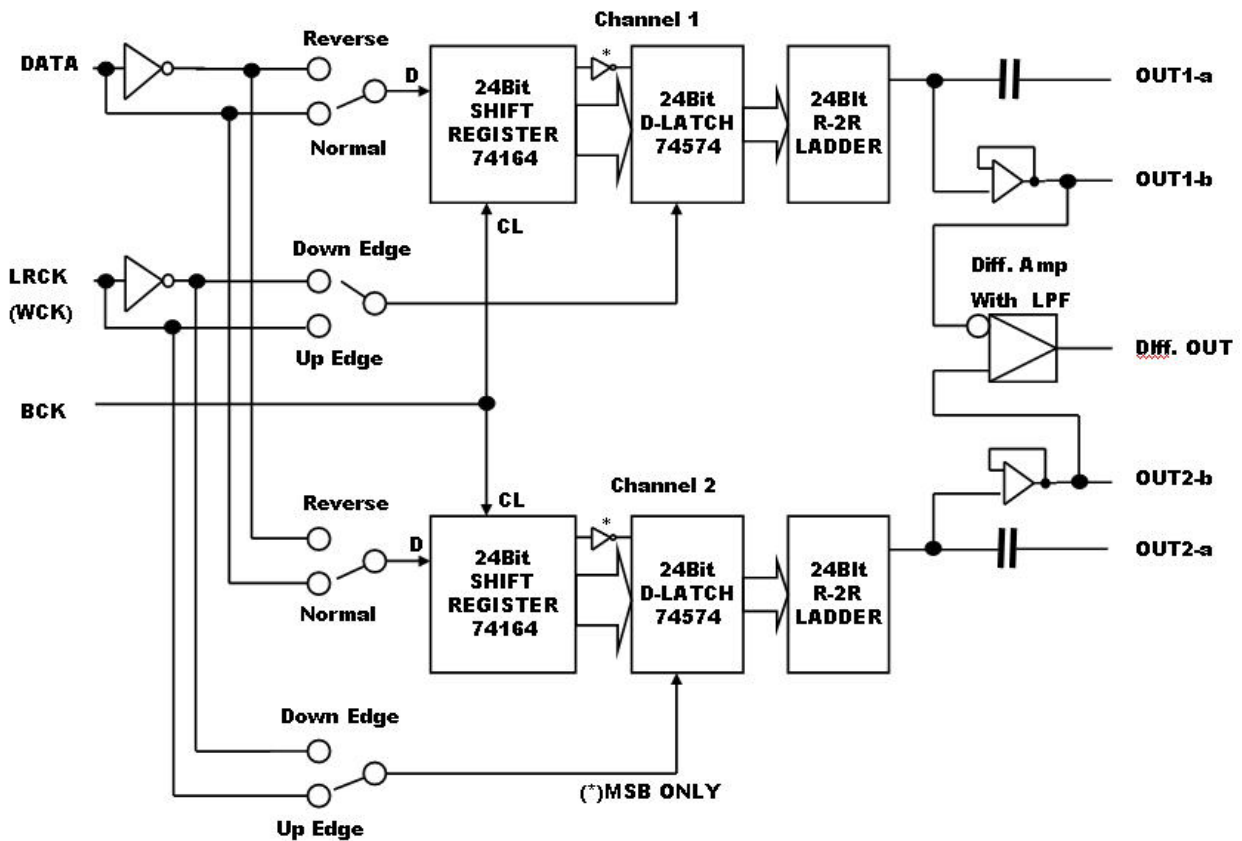 Channel 1
DATA
Reverse
Normal
D
24Bit
SHIFT
REGISTER
74164
*
24Bit
D-LATCH
74574
24BIt
R-2R
LADDER
OUT1-a
OUT1-b
CL
LRCK
(WCK)
Down Edge
Up Edge
Diff. Amp
With LPF
DIff. OUT
BCK
Channel 2
Reverse
Normal
D
CL
24Bit
SHIFT
REGISTER
74164
*
24Bit
D-LATCH
74574
24BIt
R-2R
LADDER
OUT2-b
OUT2-a
Down Edge
Up Edge
(*)MSB ONLY